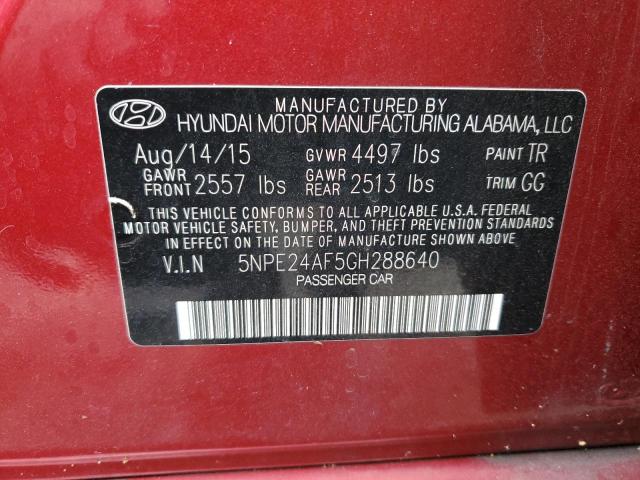 MANUFACTURED BY
HYUNDAI MOTOR MANUFACTURING ALABAMA, LLC
Aug/14/15 GVWR 4497 lbs PAINT TR
GAWR FRONT 2557 lbs GAWR REAR 2513 lbs TRIM GG
THIS VEHICLE CONFORMS TO ALL APPLICABLE U.S.A. FEDERAL
MOTOR VEHICLE SAFETY, BUMPER, AND THEFT PREVENTION STANDARDS
IN EFFECT ON THE DATE OF MANUFACTURE SHOWN ABOVE
V.I.N 5NPE24AF5GH288640
PASSENGER CAR